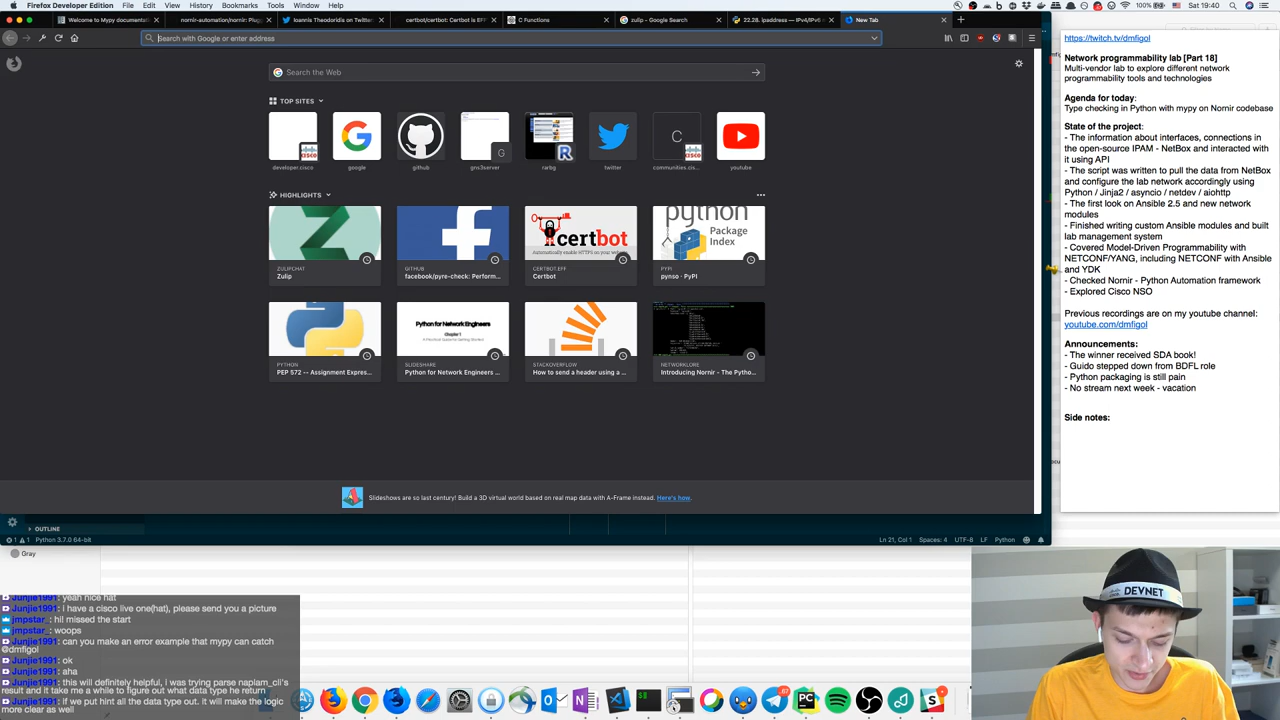 Firefox Developer Edition File Edit View History Bookmarks Tools Window Help
Sat 19:40
Welcome to Mypy documentation
nornir-automation/nornir: Plugg
Ioannis Theodoridis on Twitter
certbot/certbot: Certbot is EFF'
C Functions
zulip - Google Search
22.28. ipaddress — IPv4/IPv6 m
New Tab
Search with Google or enter address
Search the Web
TOP SITES
developer.cisco
google
github
gns3server
rarbg
twitter
communities.cis...
youtube
HIGHLIGHTS
ZULIPCHAT
Zulip
GITHUB
facebook/pyre-check: Perform...
certbot
CERTBOT.EFF
Certbot
python
Package
Index
PYPI
pynso · PyPI
PYTHON
PEP 572 -- Assignment Expres...
Python for Network Engineers
SLIDESHARE
Python for Network Engineers ...
STACKOVERFLOW
How to send a header using a ...
NETWORKLORE
Introducing Nornir - The Pytho...
Slideshows are so last century! Build a 3D virtual world based on real map data with A-Frame instead. Here's how.
OUTLINE
Python 3.7.0 64-bit
Ln 21, Col 1 Spaces: 4 UTF-8 LF Python
Gray
https://twitch.tv/dmfigol
Network programmability lab [Part 18]
Multi-vendor lab to explore different network
programmability tools and technologies
Agenda for today:
Type checking in Python with mypy on Nornir codebase
State of the project:
- The information about interfaces, connections in
the open-source IPAM - NetBox and interacted with
it using API
- The script was written to pull the data from NetBox
and configure the lab network accordingly using
Python / Jinja2 / asyncio / netdev / aiohttp
- The first look on Ansible 2.5 and new network
modules
- Finished writing custom Ansible modules and built
lab management system
- Covered Model-Driven Programmability with
NETCONF/YANG, including NETCONF with Ansible
and YDK
- Checked Nornir - Python Automation framework
- Explored Cisco NSO
Previous recordings are on my youtube channel:
youtube.com/dmfigol
Announcements:
- The winner received SDA book!
- Guido stepped down from BDFL role
- Python packaging is still pain
- No stream next week - vacation
Side notes:
Junjie1991: yeah nice hat
Junjie1991: I have a cisco live one(hat), please send you a picture
jmpstar_: hi! missed the start
jmpstar_: woops
Junjie1991: can you make an error example that mypy can catch
@dmfigol
Junjie1991: ok
Junjie1991: aha
Junjie1991: this will definitely helpful, i was trying parse naplam_cli's
result and it take me a while to figure out what data type he return
Junjie1991: If we put hint all the data type out. it will make the logic
more clear as well
DEVNET